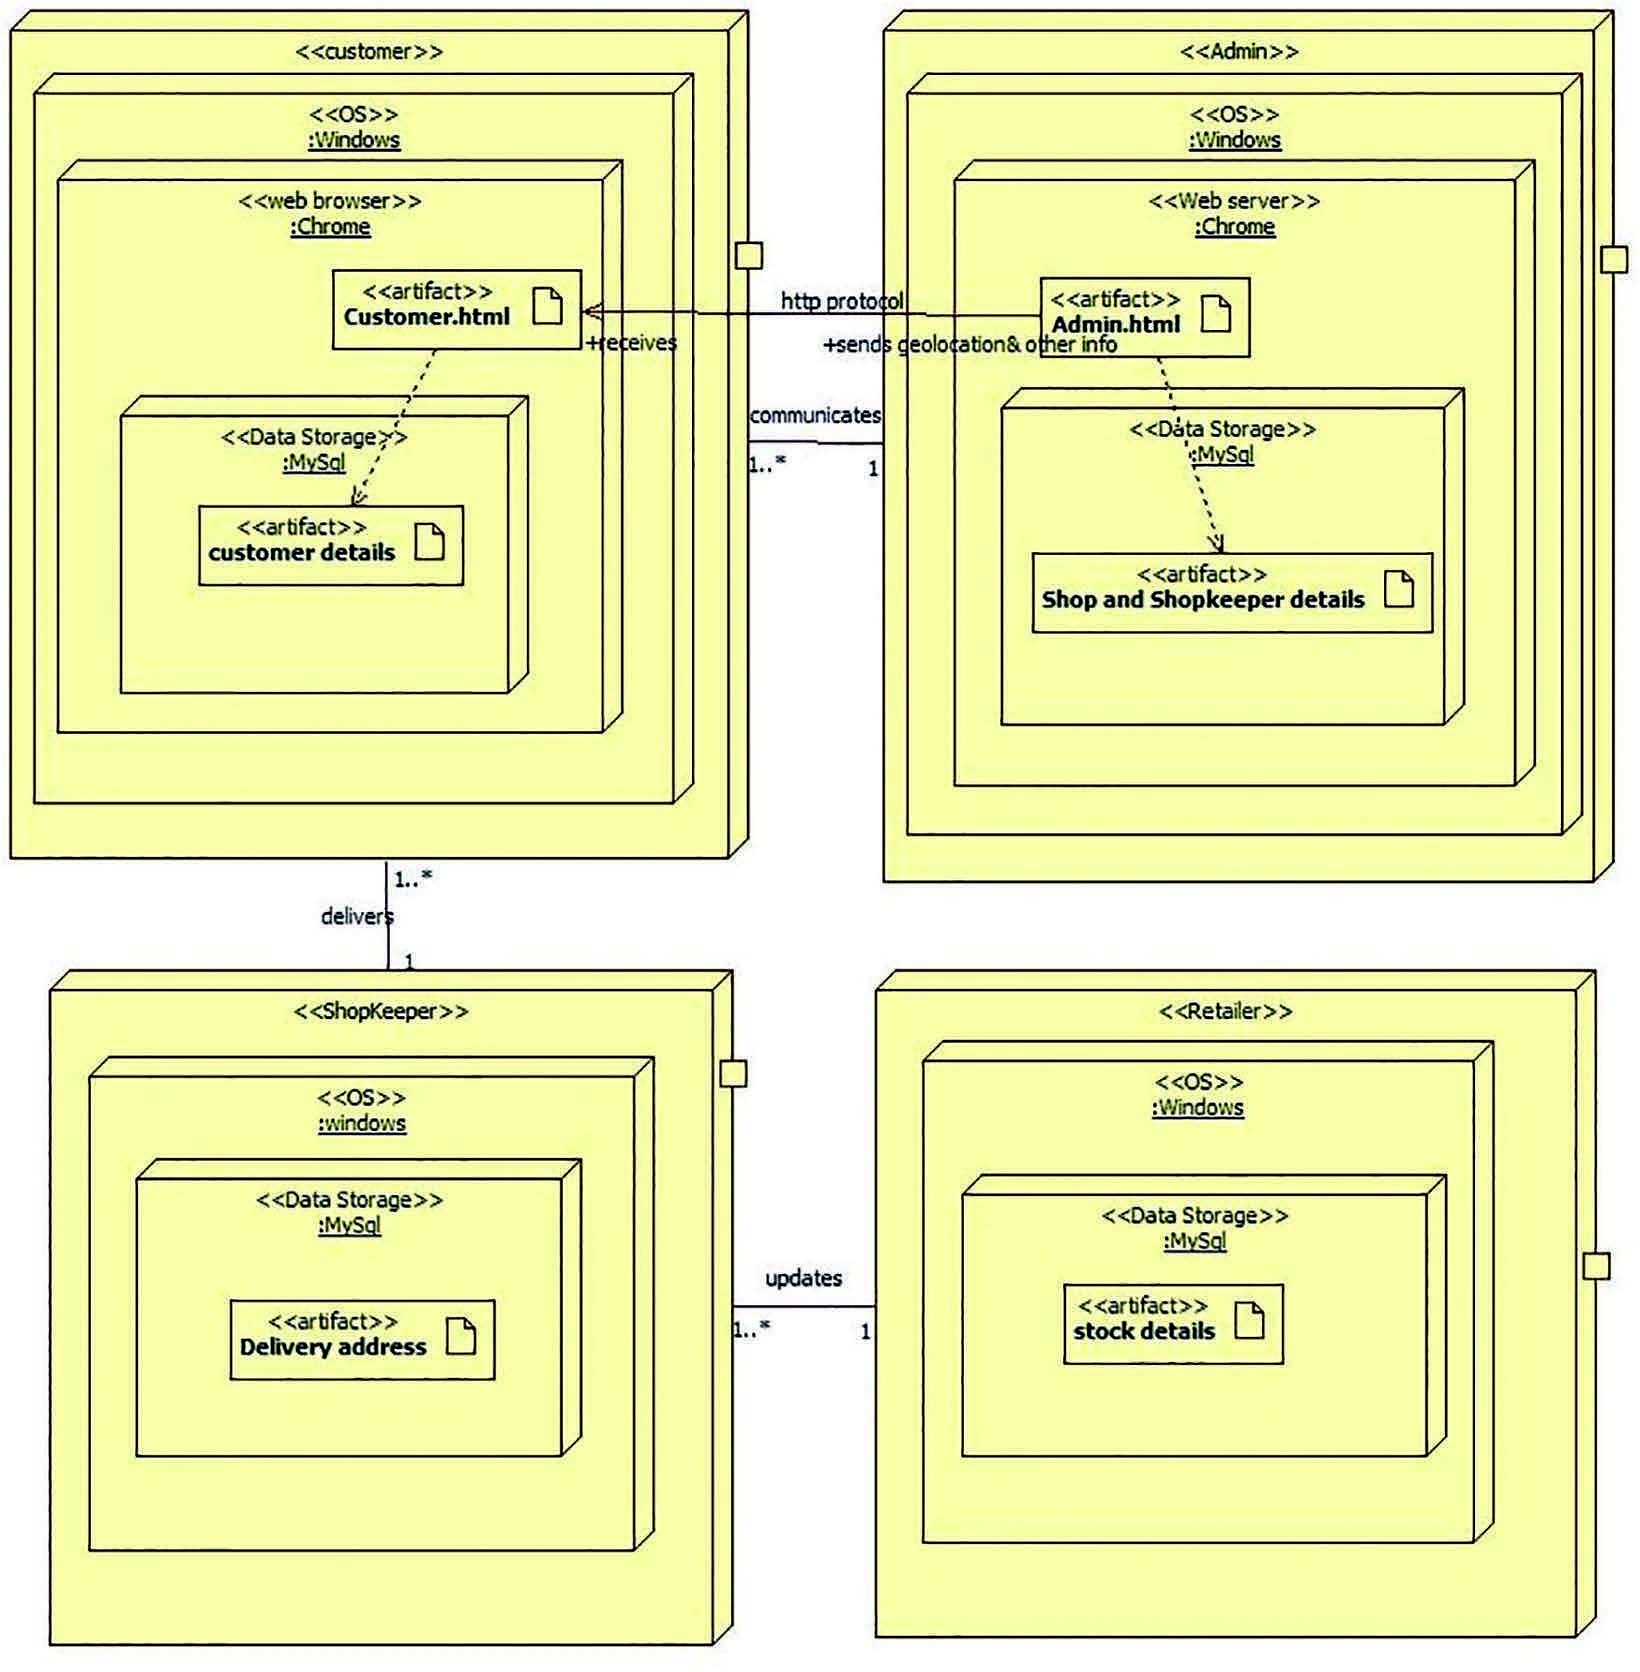 <<customer>>
<<OS>>
:Windows
<<web browser>>
:Chrome
<<artifact>>
Customer.html
+receives
<<Data Storage>>
:MySql
<<artifact>>
customer details
http protocol
+sends geolocation& other info
communicates
1..*
1
<<Admin>>
<<OS>>
:Windows
<<Web server>>
:Chrome
<<artifact>>
Admin.html
<<Data Storage>>
:MySql
<<artifact>>
Shop and Shopkeeper details
1..*
delivers
1
<<ShopKeeper>>
<<OS>>
:windows
<<Data Storage>>
:MySql
<<artifact>>
Delivery address
updates
1..*
1
<<Retailer>>
<<OS>>
:Windows
<<Data Storage>>
:MySql
<<artifact>>
stock details